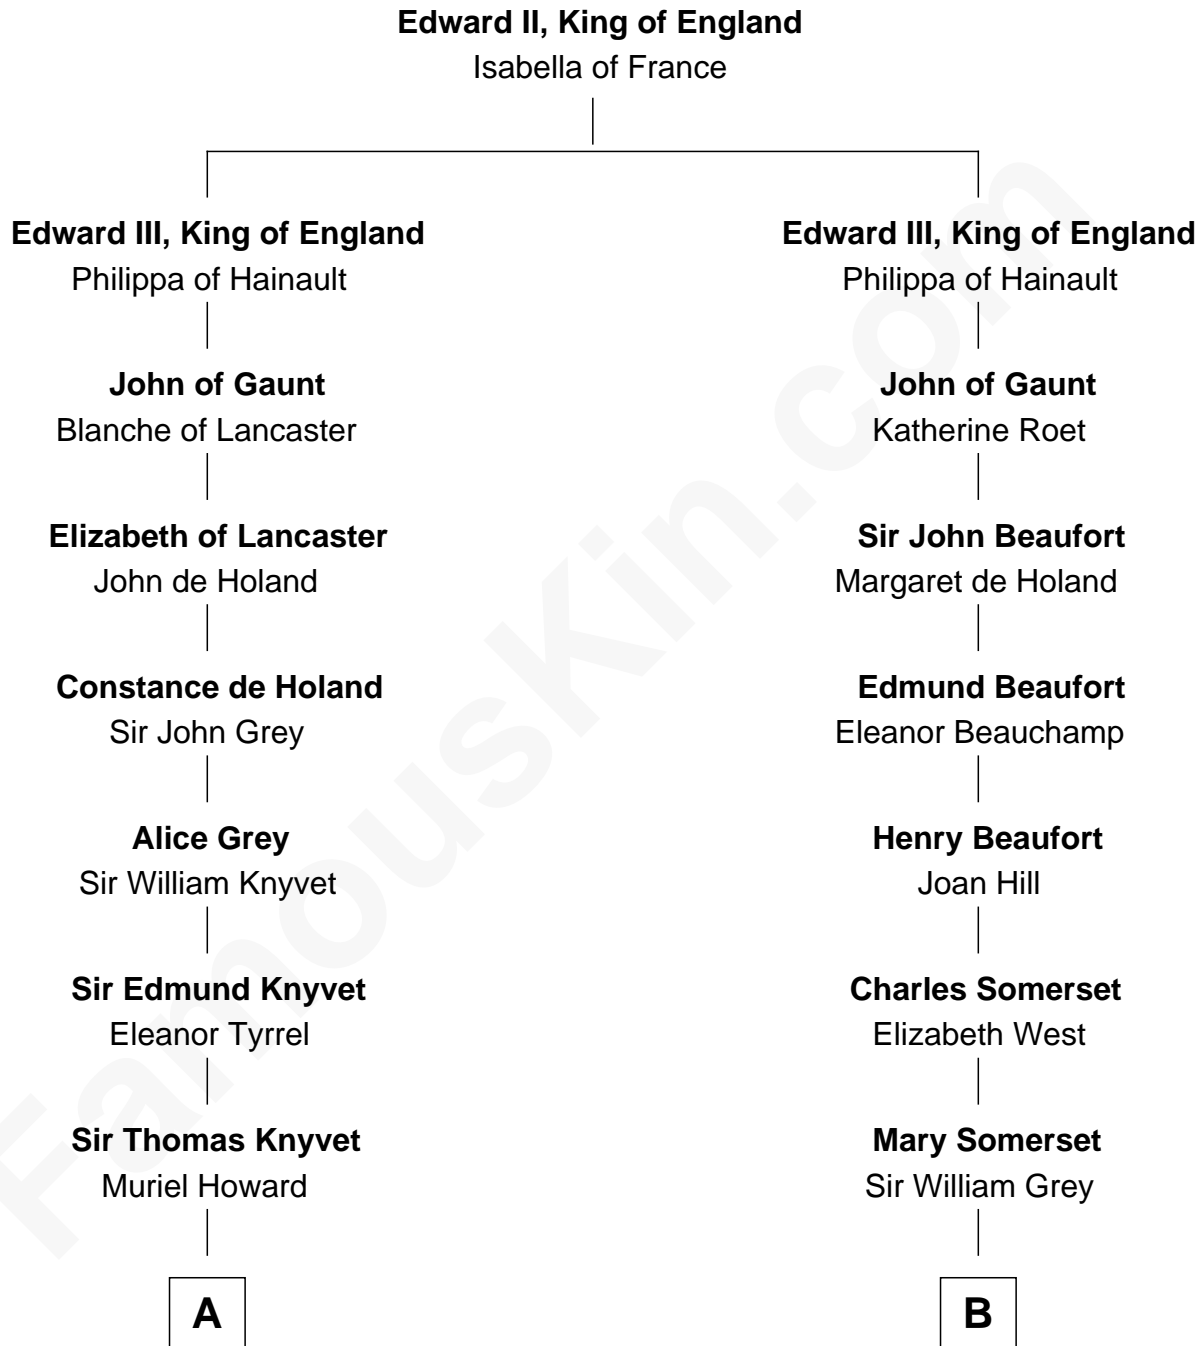 Edward II, King of England
Isabella of France
Edward III, King of England
Philippa of Hainault
Edward III, King of England
Philippa of Hainault
John of Gaunt
Blanche of Lancaster
John of Gaunt
Katherine Roet
Elizabeth of Lancaster
John de Holand
Sir John Beaufort
Margaret de Holand
Constance de Holand
Sir John Grey
Edmund Beaufort
Eleanor Beauchamp
Alice Grey
Sir William Knyvet
Henry Beaufort
Joan Hill
Sir Edmund Knyvet
Eleanor Tyrrel
Charles Somerset
Elizabeth West
Sir Thomas Knyvet
Muriel Howard
Mary Somerset
Sir William Grey
A
B
FamousKin.com